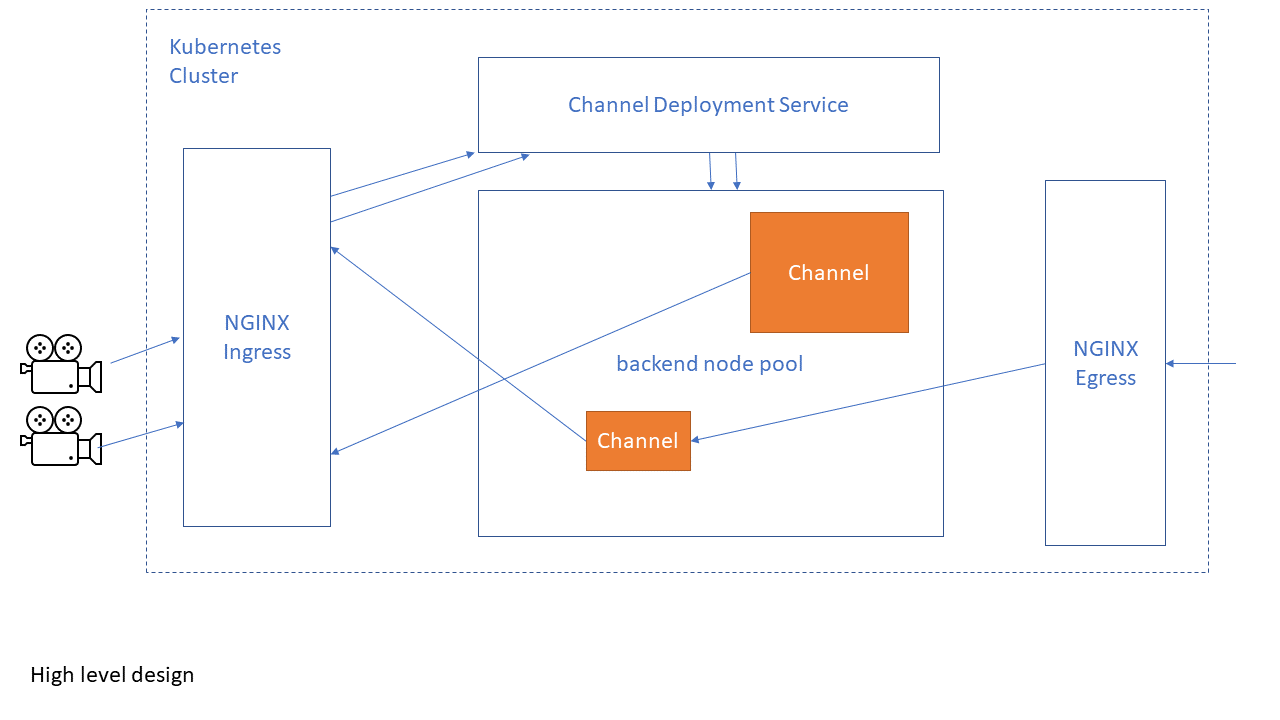 Kubernetes
Cluster
Channel Deployment Service
NGINX
Ingress
Channel
backend node pool
Channel
NGINX
Egress
High level design